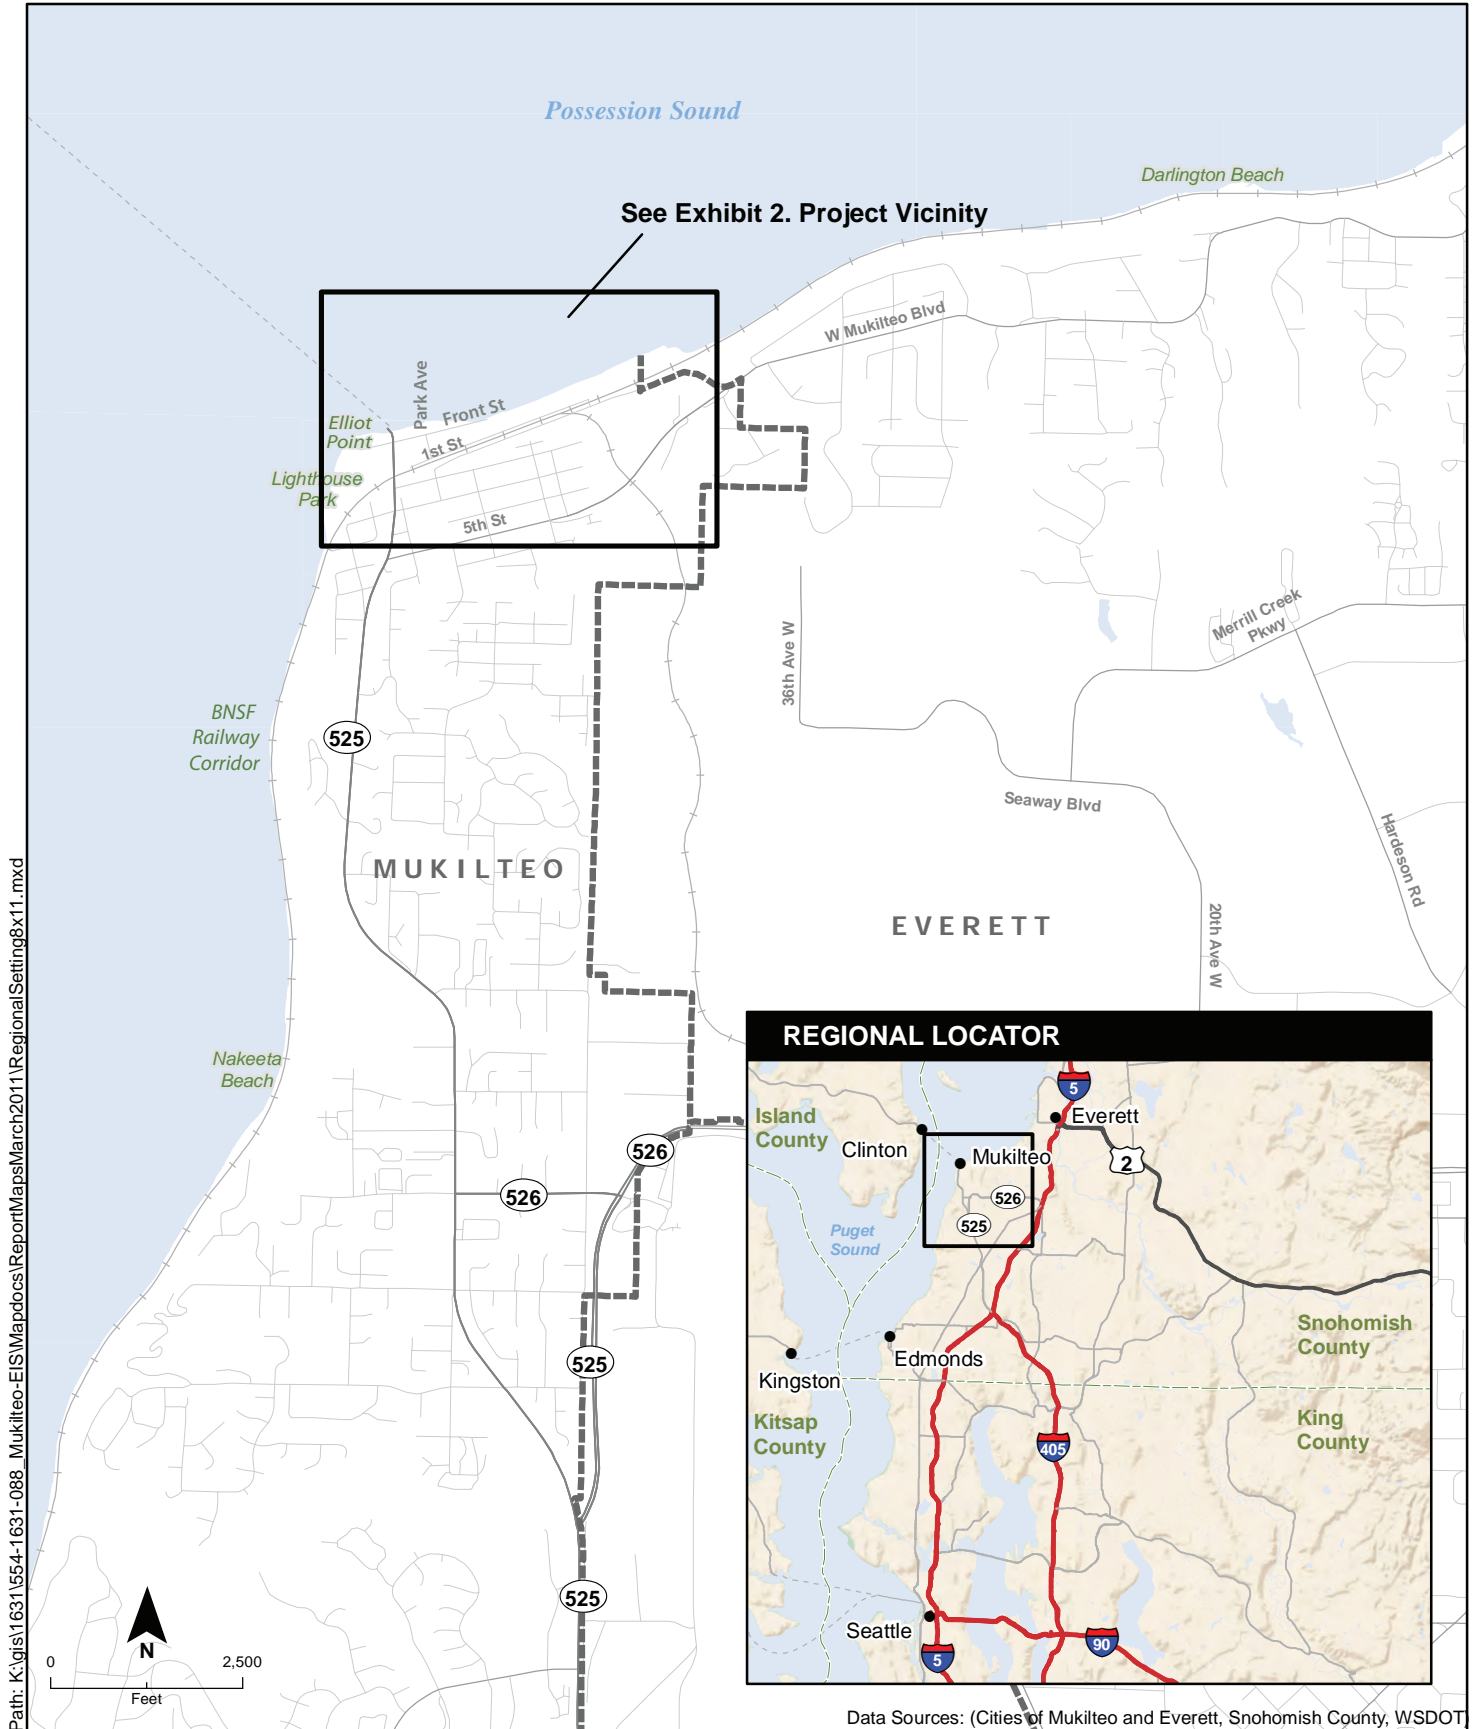 Possession Sound
Darlington Beach
See Exhibit 2. Project Vicinity
W Mukilteo Blvd
Park Ave
Front St
Elliot
Point
1st St
Lighthouse
Park
5th St
Merrill Creek
Pkwy
36th Ave W
BNSF
Railway
Corridor
525
Seaway Blvd
Hardeson Rd
MUKILTEO
EVERETT
20th Ave W
Nakeeta
Beach
526
526
525
525
REGIONAL LOCATOR
5
Island
County
Everett
Clinton
Mukilteo
2
526
525
Puget
Sound
Snohomish
County
Edmonds
Kingston
Kitsap
County
King
County
405
Seattle
90
5
N
0
2,500
Feet
Path: K:\gis\1631\554-1631-088_Mukilteo-EIS\Mapdocs\ReportMapsMarch2011\RegionalSetting8x11.mxd
Data Sources: (Cities of Mukilteo and Everett, Snohomish County, WSDOT)